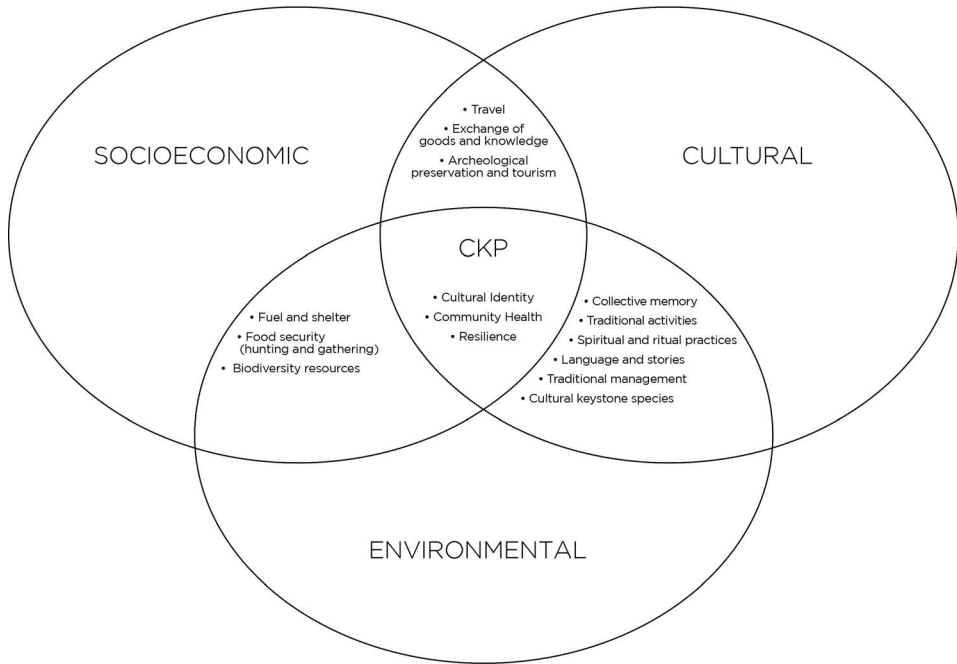 • Travel
• Exchange of
goods and knowledge
• Archeological
preservation and tourism
SOCIOECONOMIC
CULTURAL
CKP
• Cultural Identity
• Community Health
• Resilience
• Fuel and shelter
• Food security
(hunting and gathering)
• Biodiversity resources
• Collective memory
• Traditional activities
• Spiritual and ritual practices
• Language and stories
• Traditional management
• Cultural keystone species
ENVIRONMENTAL